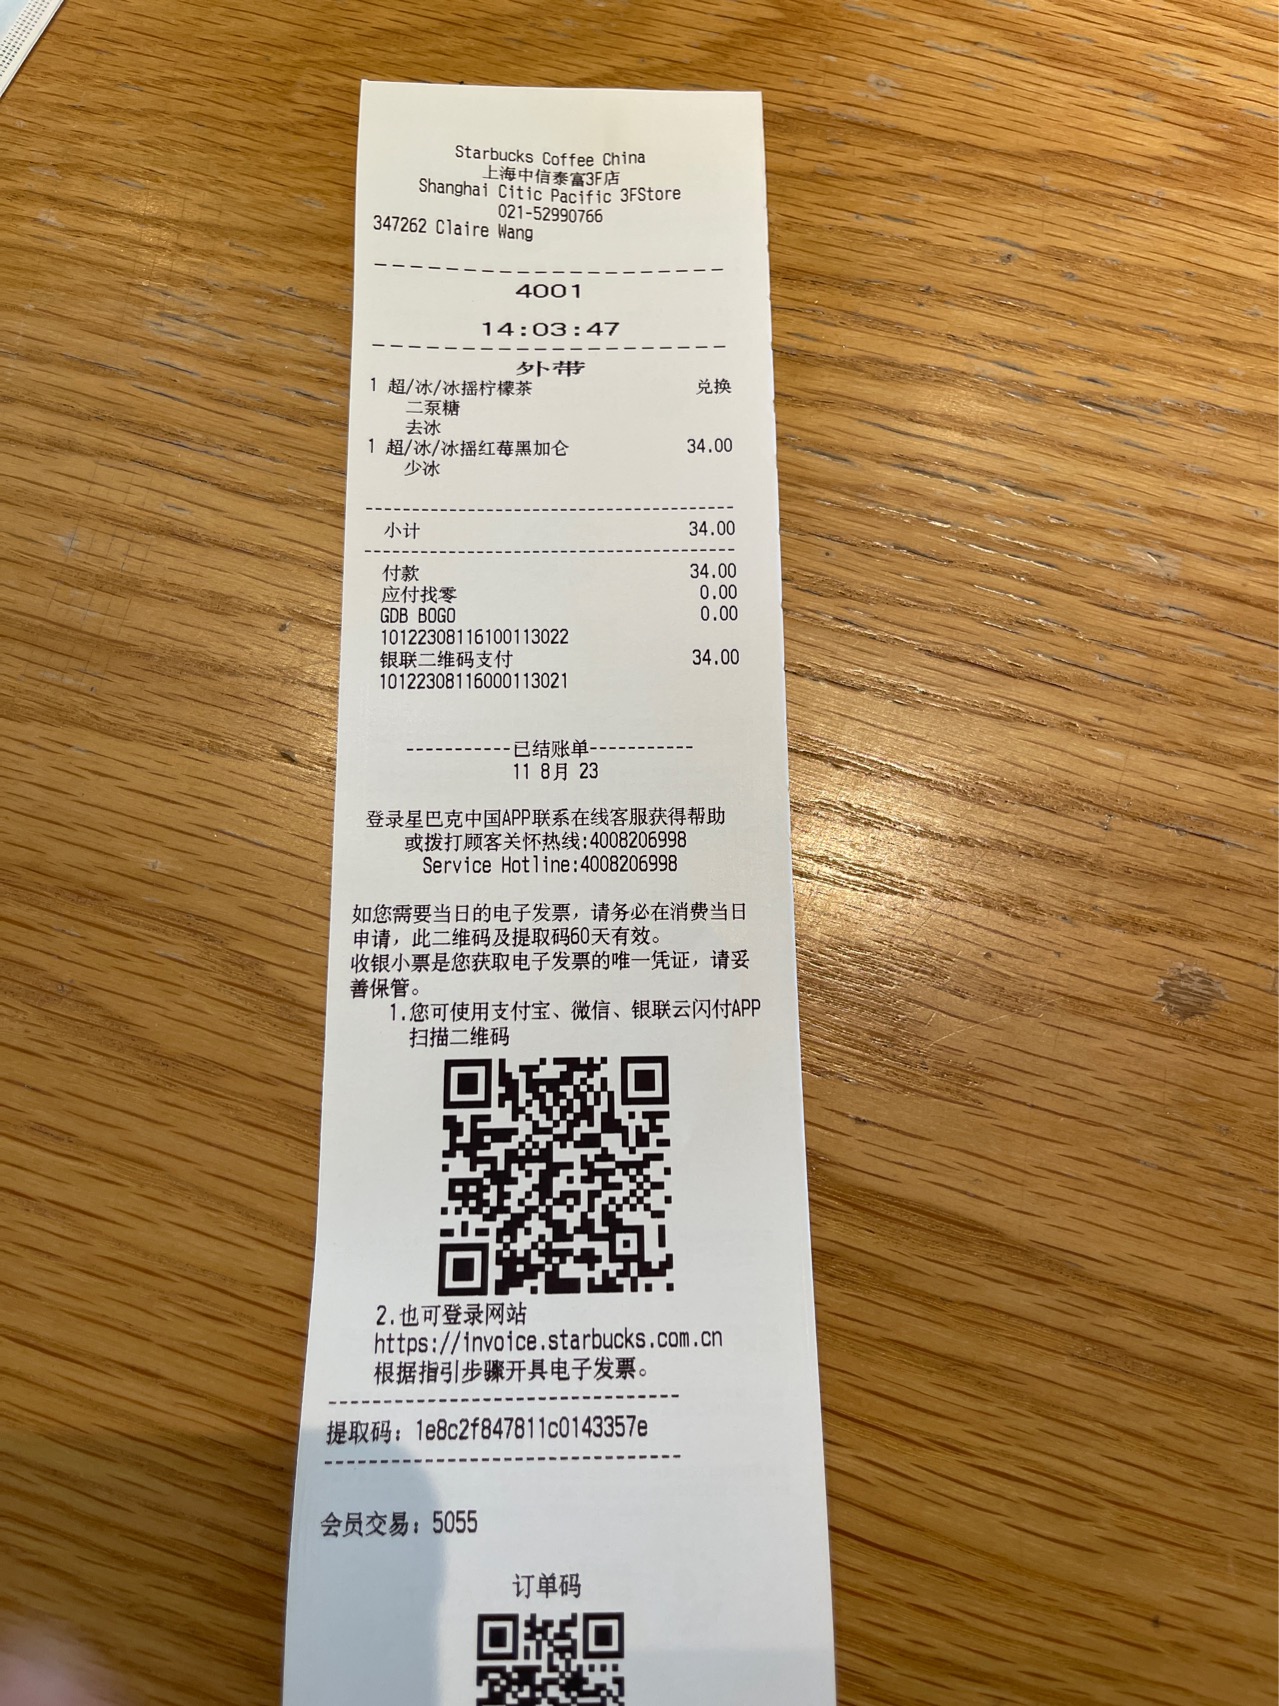 Starbucks Coffee China
上海中信泰富3F店
Shanghai Citic Pacific 3FStore
021-52990766
347262 Claire Wang
4001
14:03:47
外带
1 超/冰/冰摇柠檬茶 兑换
二泵糖
去冰
1 超/冰/冰摇红莓黑加仑 34.00
少冰
小计 34.00
付款 34.00
应付找零 0.00
GDB BOGO 0.00
10122308116100113022
银联二维码支付 34.00
10122308116000113021
-----------已结账单-----------
11 8月 23
登录星巴克中国APP联系在线客服获得帮助
或拨打顾客关怀热线:4008206998
Service Hotline:4008206998
如您需要当日的电子发票，请务必在消费当日
申请，此二维码及提取码60天有效。
收银小票是您获取电子发票的唯一凭证，请妥
善保管。
1.您可使用支付宝、微信、银联云闪付APP
扫描二维码
2.也可登录网站
https://invoice.starbucks.com.cn
根据指引步骤开具电子发票。
提取码：1e8c2f847811c0143357e
会员交易：5055
订单码